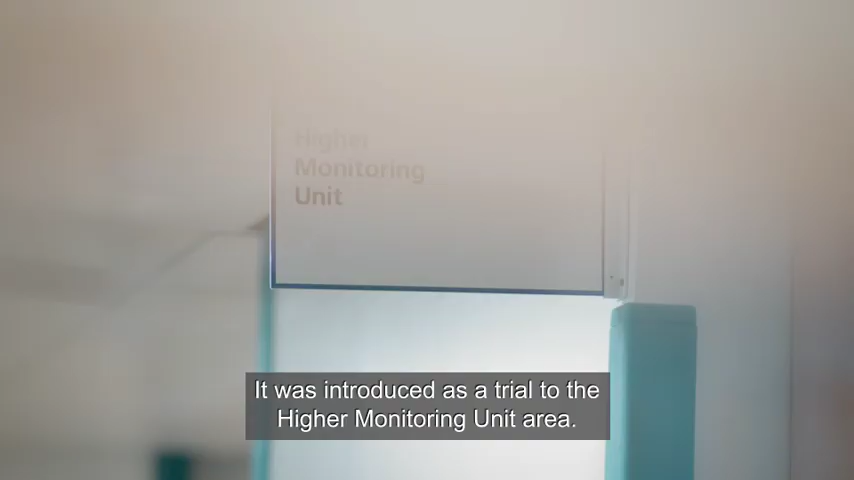 Higher
Monitoring
Unit
It was introduced as a trial to the
Higher Monitoring Unit area.